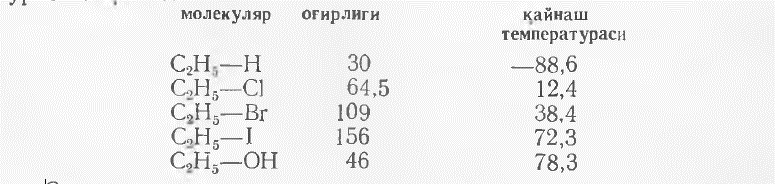 молекуляр оғирлиги қайнаш
температураси
C₂H₅—H 30 —88,6
C₂H₅—Cl 64,5 12,4
C₂H₅—Br 109 38,4
C₂H₅—I 156 72,3
C₂H₅—OH 46 78,3